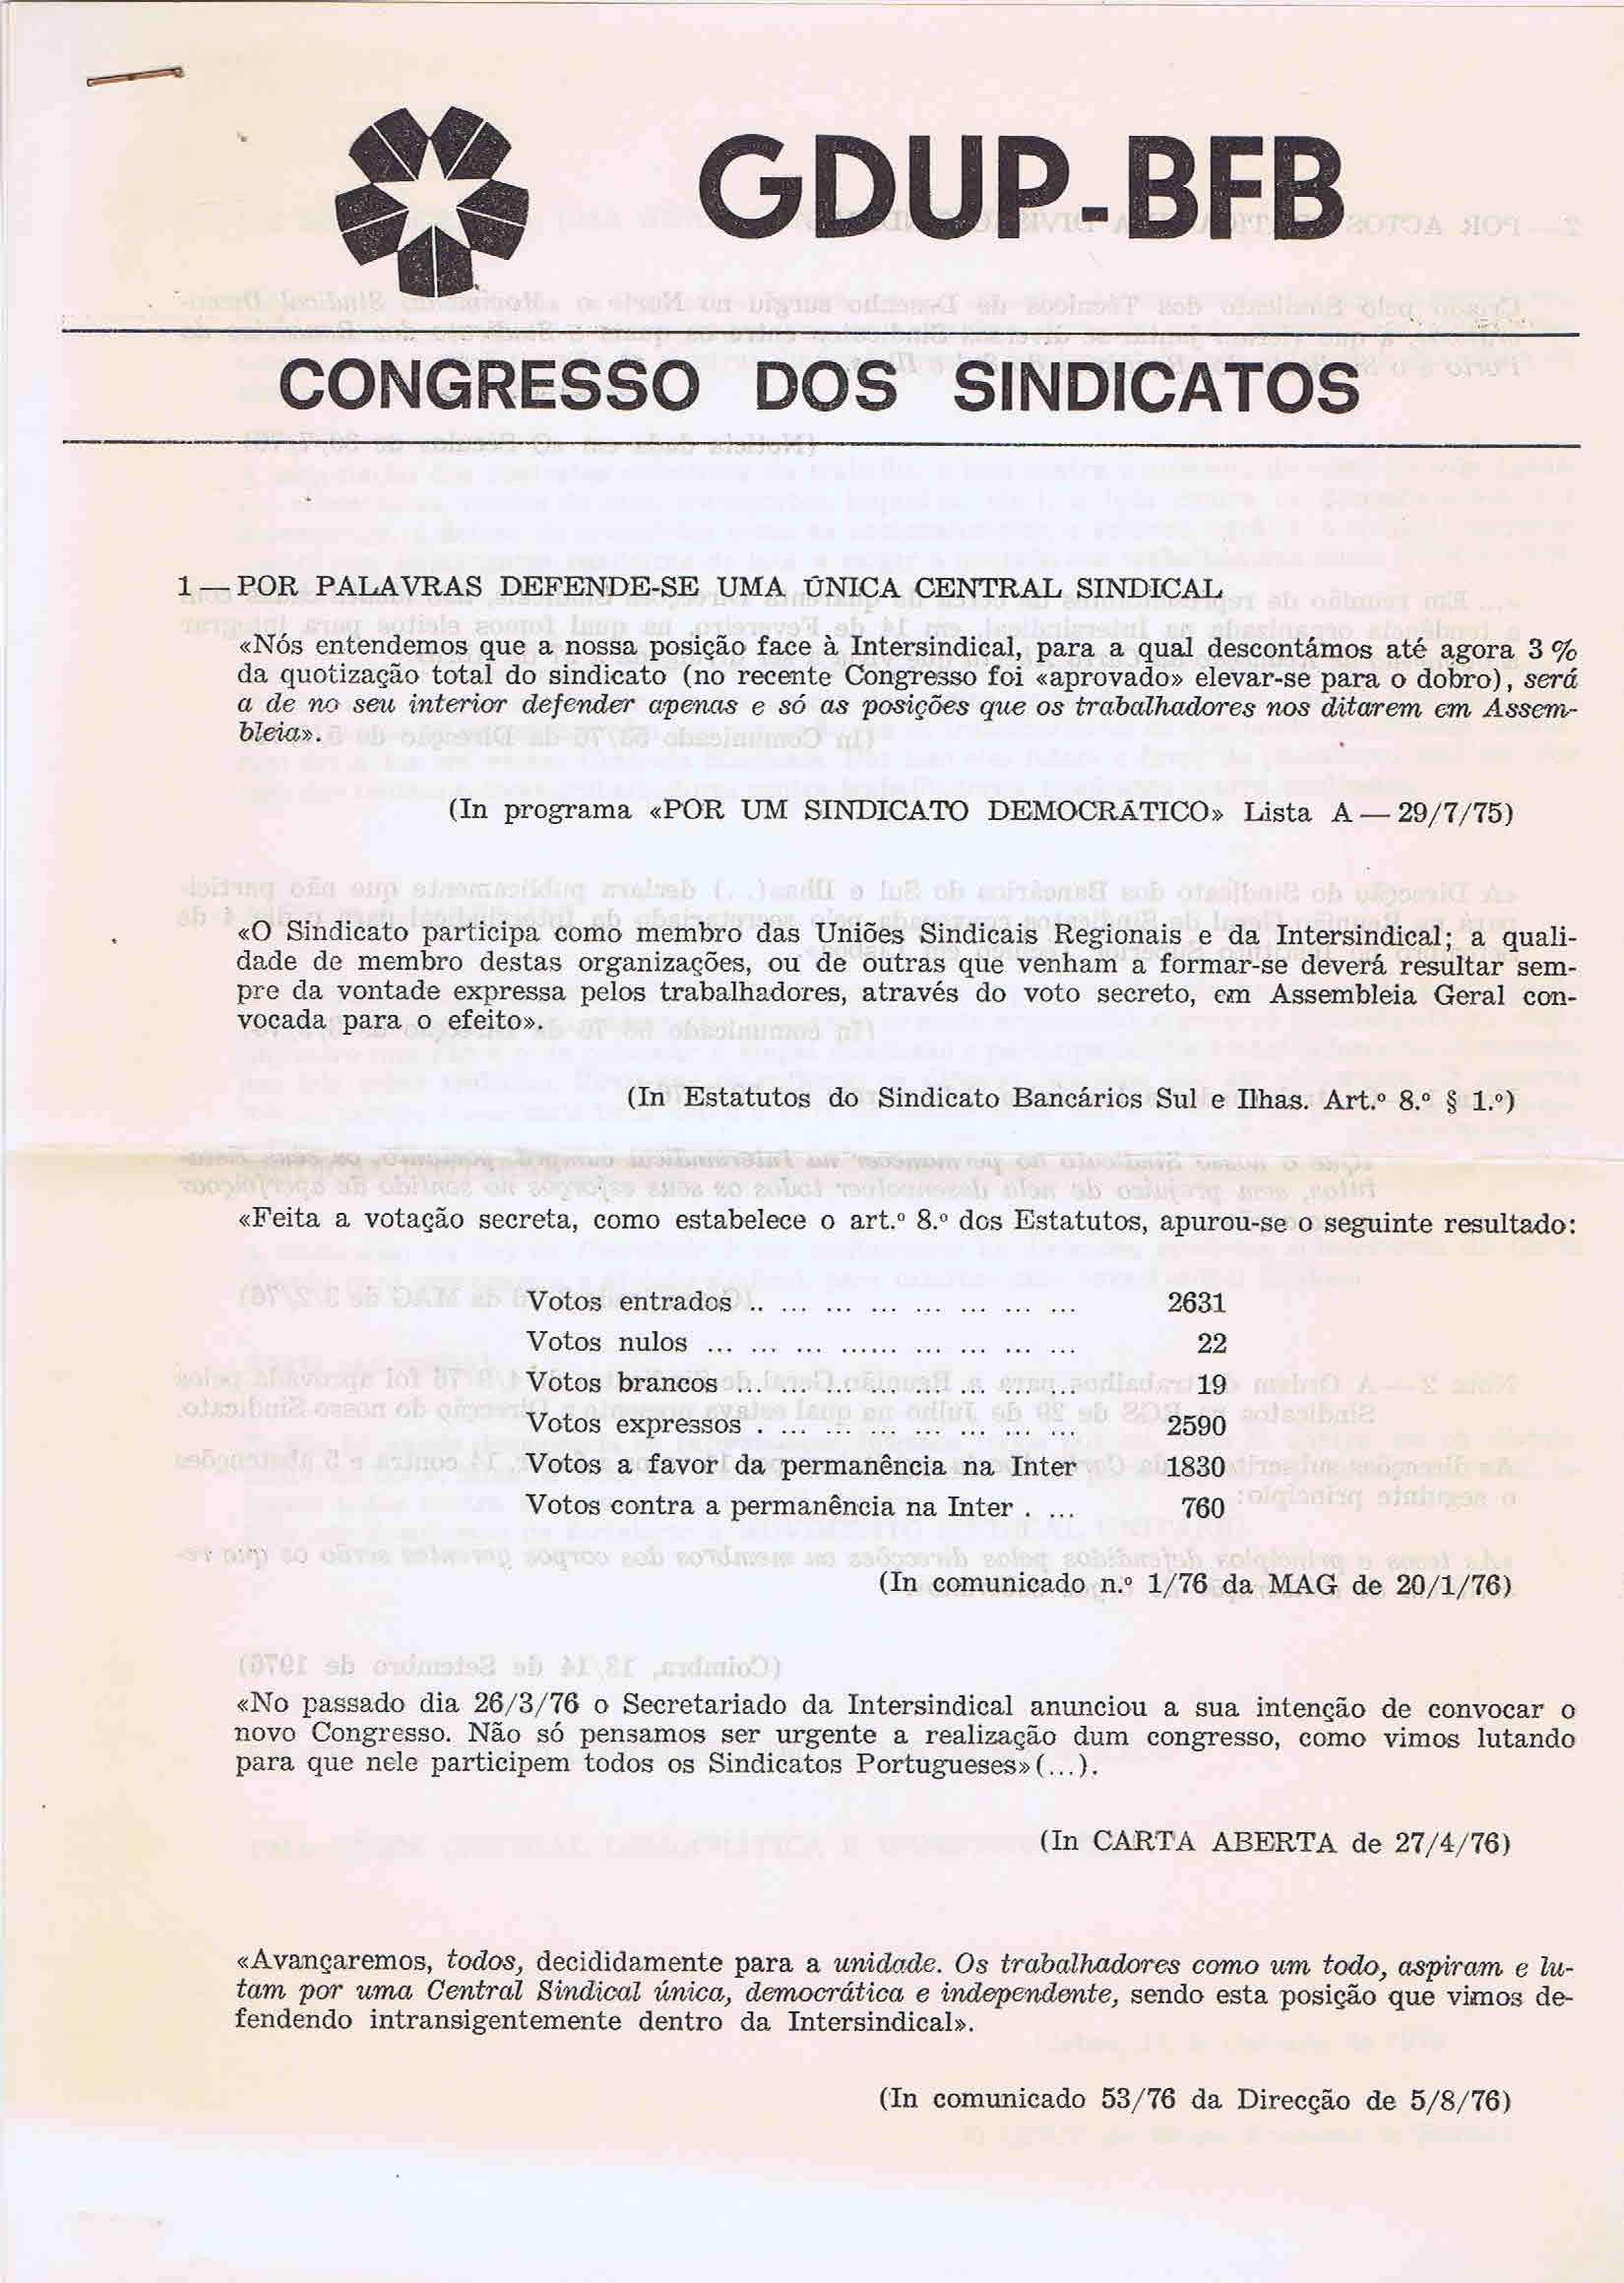 GDUP-BFB
CONGRESSO DOS SINDICATOS
1 — POR PALAVRAS DEFENDE-SE UMA ÚNICA CENTRAL SINDICAL
«Nós entendemos que a nossa posição face à Intersindical, para a qual descontámos até agora 3 %
da quotização total do sindicato (no recente Congresso foi «aprovado» elevar-se para o dobro), será
a de no seu interior defender apenas e só as posições que os trabalhadores nos ditarem em Assem-
bleia».
(In programa «POR UM SINDICATO DEMOCRÁTICO» Lista A — 29/7/75)
«O Sindicato participa como membro das Uniões Sindicais Regionais e da Intersindical; a quali-
dade de membro destas organizações, ou de outras que venham a formar-se deverá resultar sem-
pre da vontade expressa pelos trabalhadores, através do voto secreto, em Assembleia Geral con-
vocada para o efeito».
(In Estatutos do Sindicato Bancários Sul e Ilhas. Art.º 8.º § 1.º)
«Feita a votação secreta, como estabelece o art.º 8.º dos Estatutos, apurou-se o seguinte resultado:
Votos entrados .. ... ... ... ... ... ... ... 2631
Votos nulos ... ... ... ...... ... ... ... ... 22
Votos brancos ... ... ... ... ... ... ... ... 19
Votos expressos . ... ... ... ... ... ... ... 2590
Votos a favor da permanência na Inter 1830
Votos contra a permanência na Inter . ... 760
(In comunicado n.º 1/76 da MAG de 20/1/76)
«No passado dia 26/3/76 o Secretariado da Intersindical anunciou a sua intenção de convocar o
novo Congresso. Não só pensamos ser urgente a realização dum congresso, como vimos lutando
para que nele participem todos os Sindicatos Portugueses»(...).
(In CARTA ABERTA de 27/4/76)
«Avançaremos, todos, decididamente para a unidade. Os trabalhadores como um todo, aspiram e lu-
tam por uma Central Sindical única, democrática e independente, sendo esta posição que vimos de-
fendendo intransigentemente dentro da Intersindical».
(In comunicado 53/76 da Direcção de 5/8/76)